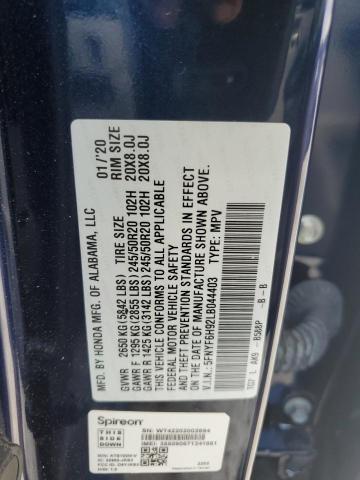 MFD. BY HONDA MFG. OF ALABAMA, LLC 01/'20
TIRE SIZE RIM SIZE
GVWR 2650 KG (5842 LBS)
GAWR F 1295 KG (2855 LBS) 245/50R20 102H 20X8.0J
GAWR R 1425 KG (3142 LBS) 245/50R20 102H 20X8.0J
THIS VEHICLE CONFORMS TO ALL APPLICABLE
FEDERAL MOTOR VEHICLE SAFETY
AND THEFT PREVENTION STANDARDS IN EFFECT
ON THE DATE OF MANUFACTURE SHOWN ABOVE.
V.I.N.: 5FNYF6H92LB044403 TYPE: MPV
TG7 L AK9 -B588P -B -B
Spireon
THIS
SIDE
DOWN